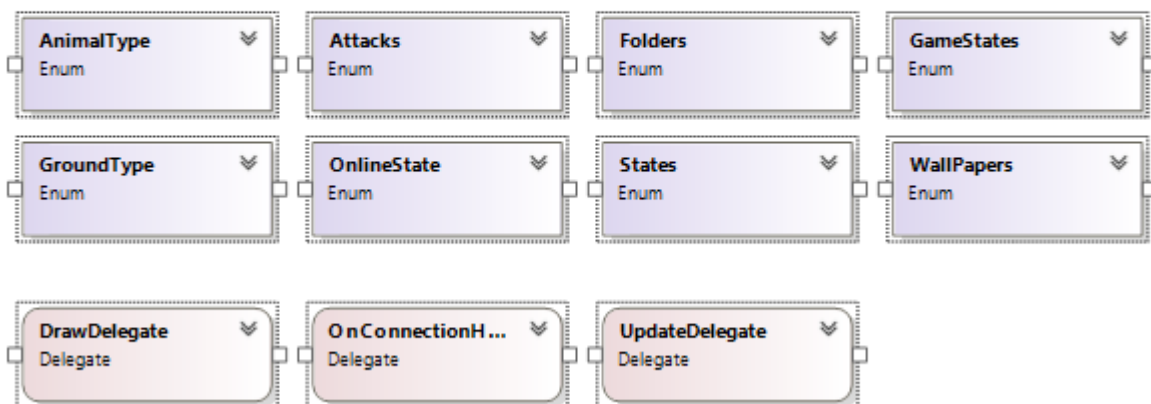 AnimalType
Enum
Attacks
Enum
Folders
Enum
GameStates
Enum
GroundType
Enum
OnlineState
Enum
States
Enum
WallPapers
Enum
DrawDelegate
Delegate
OnConnectionH...
Delegate
UpdateDelegate
Delegate